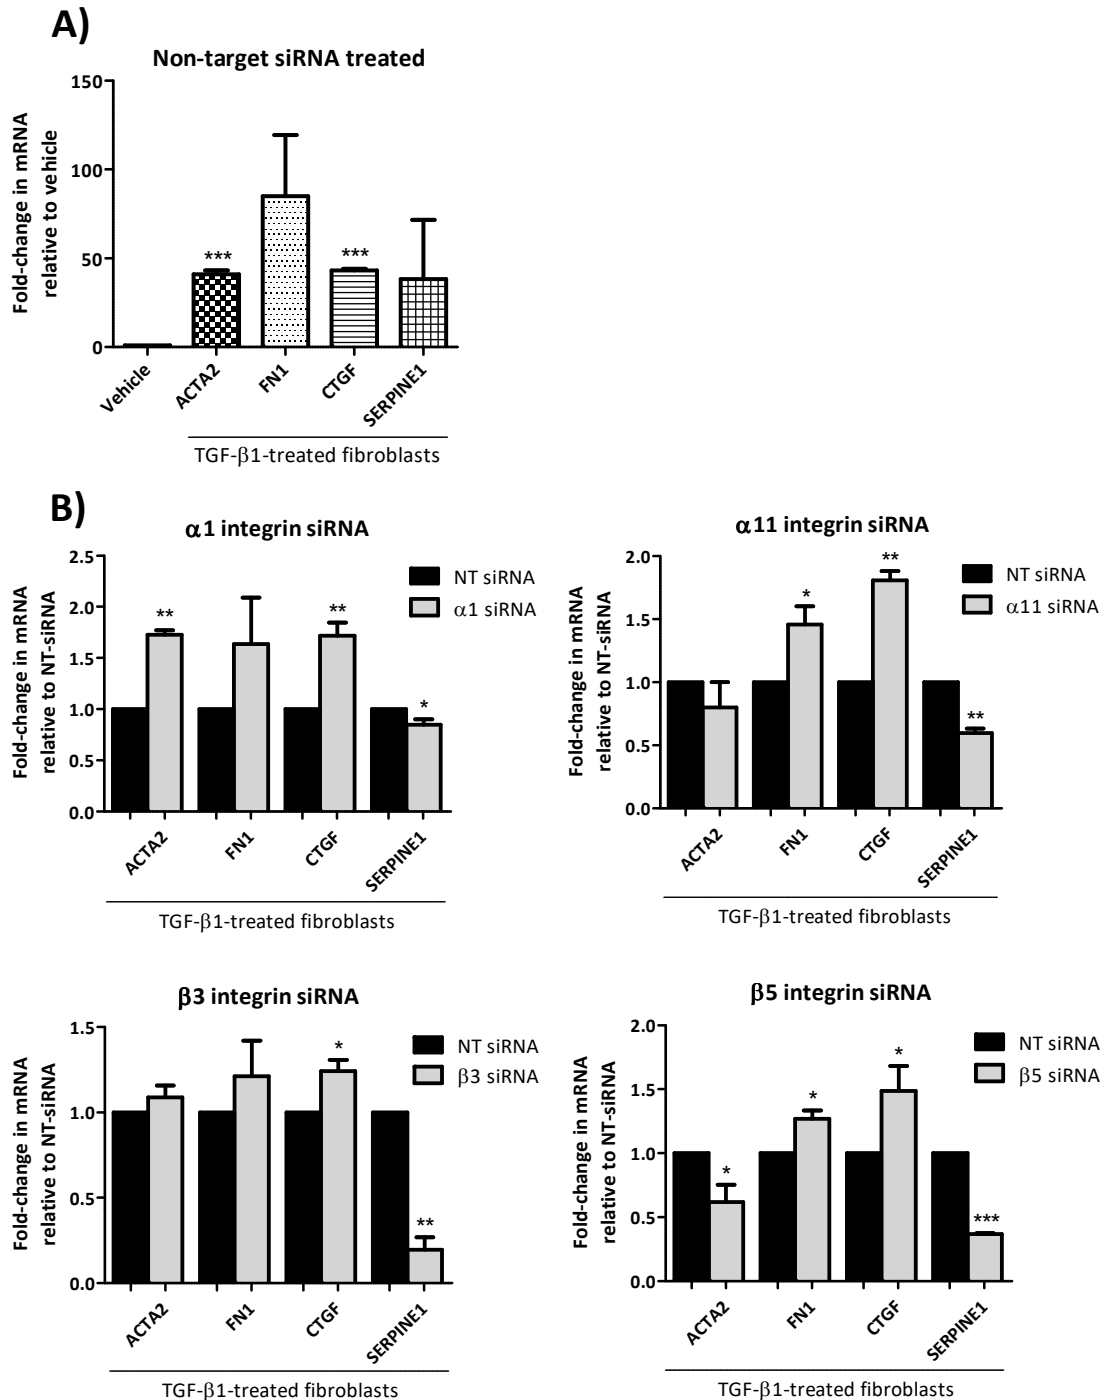 A)
Non-target siRNA treated
Fold-change in mRNA
relative to vehicle
150
100
50
0
***
***
Vehicle
ACTA2
FN1
CTGF
SERPINE1
TGF-β1-treated fibroblasts
B)
α1 integrin siRNA
Fold-change in mRNA
relative to NT-siRNA
2.5
2.0
1.5
1.0
0.5
0.0
**
**
*
NT siRNA
α1 siRNA
ACTA2
FN1
CTGF
SERPINE1
TGF-β1-treated fibroblasts
α11 integrin siRNA
Fold-change in mRNA
relative to NT-siRNA
2.0
1.5
1.0
0.5
0.0
*
**
**
NT siRNA
α11 siRNA
ACTA2
FN1
CTGF
SERPINE1
TGF-β1-treated fibroblasts
β3 integrin siRNA
Fold-change in mRNA
relative to NT-siRNA
1.5
1.0
0.5
0.0
*
**
NT siRNA
β3 siRNA
ACTA2
FN1
CTGF
SERPINE1
TGF-β1-treated fibroblasts
β5 integrin siRNA
Fold-change in mRNA
relative to NT-siRNA
2.0
1.5
1.0
0.5
0.0
*
*
*
***
NT siRNA
β5 siRNA
ACTA2
FN1
CTGF
SERPINE1
TGF-β1-treated fibroblasts